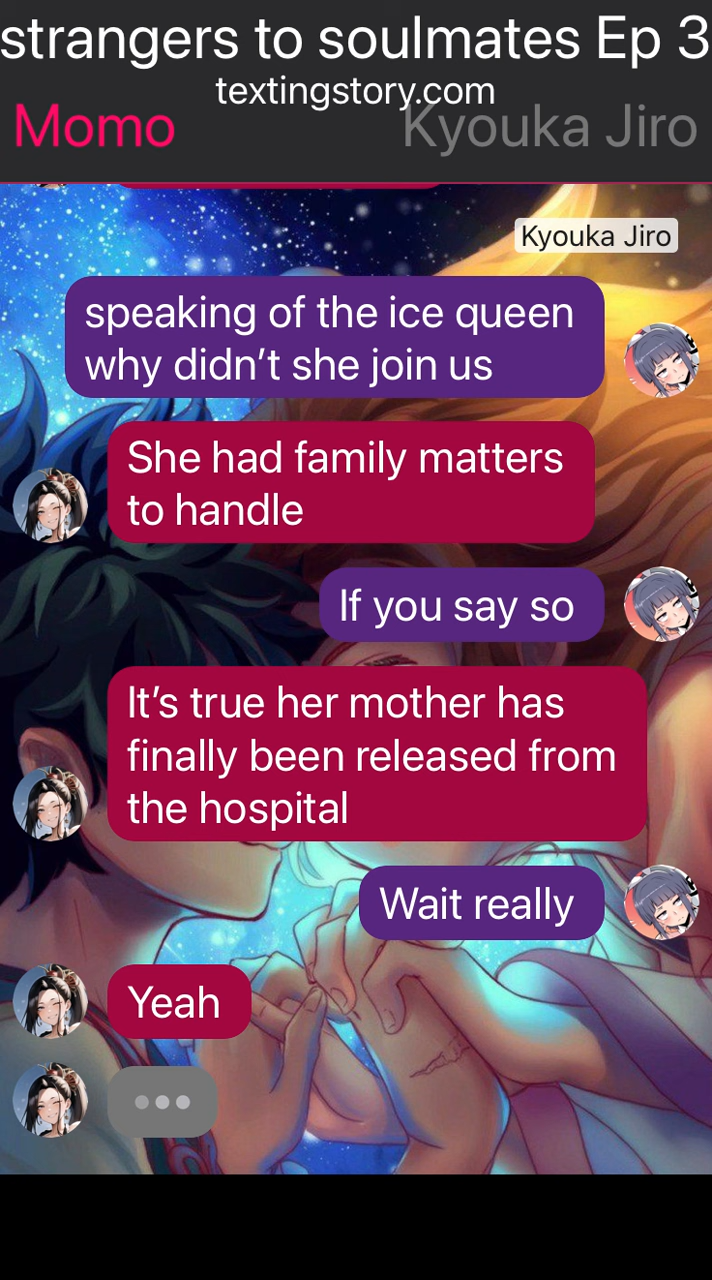 strangers to soulmates Ep 3
textingstory.com
Momo
Kyouka Jiro
Kyouka Jiro
speaking of the ice queen
why didn’t she join us
She had family matters
to handle
If you say so
It’s true her mother has
finally been released from
the hospital
Wait really
Yeah